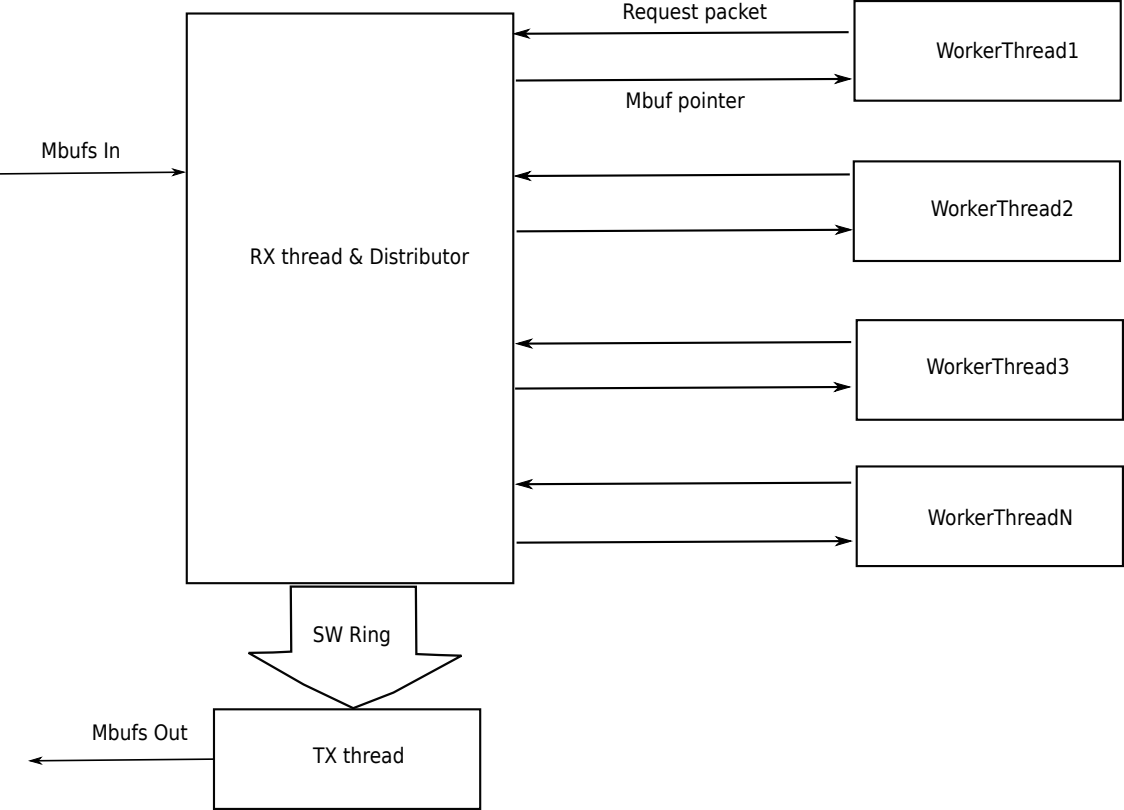 Request packet
WorkerThread1
Mbuf pointer
Mbufs In
WorkerThread2
RX thread & Distributor
WorkerThread3
WorkerThreadN
SW Ring
Mbufs Out
TX thread